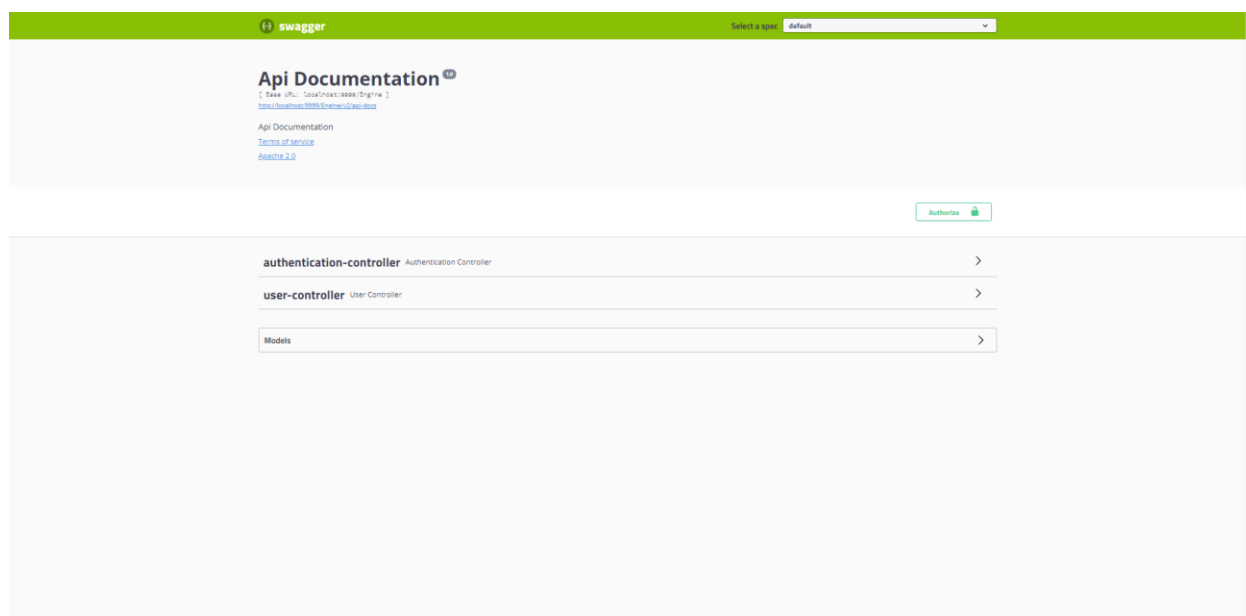 swagger
Select a spec default
Api Documentation 1.0
[ Base URL: localhost:9999/Engine ]
http://localhost:9999/Engine/v2/api-docs
Api Documentation
Terms of service
Apache 2.0
Authorize
authentication-controller Authentication Controller
user-controller User Controller
Models